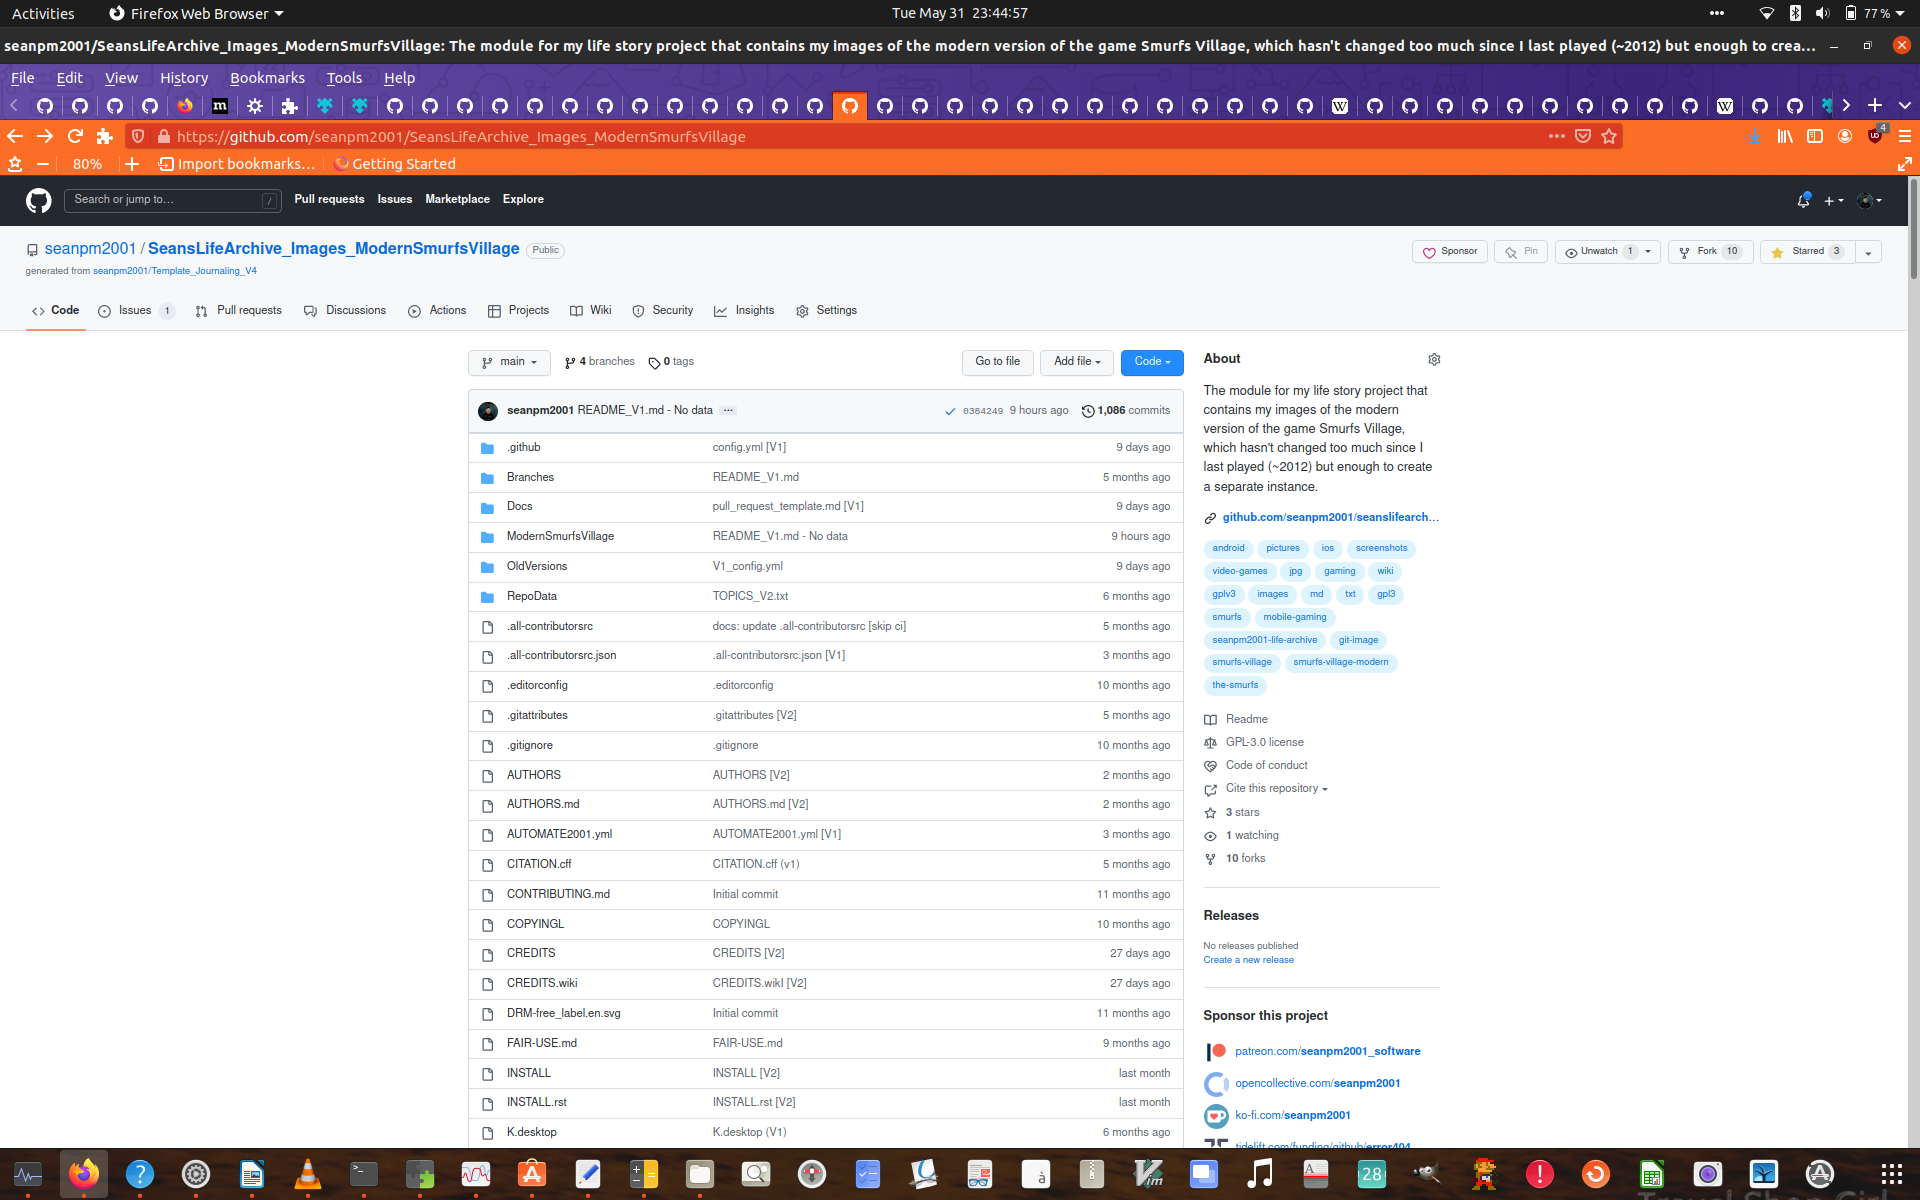 Activities Firefox Web Browser Tue May 31 23:44:57 77 %
seanpm2001/SeansLifeArchive_Images_ModernSmurfsVillage: The module for my life story project that contains my images of the modern version of the game Smurfs Village, which hasn't changed too much since I last played (~2012) but enough to crea...
File Edit View History Bookmarks Tools Help
https://github.com/seanpm2001/SeansLifeArchive_Images_ModernSmurfsVillage 4
80% Import bookmarks... Getting Started
Search or jump to... / Pull requests Issues Marketplace Explore
seanpm2001 / SeansLifeArchive_Images_ModernSmurfsVillage Public Sponsor Pin Unwatch 1 Fork 10 Starred 3
generated from seanpm2001/Template_Journaling_V4
Code Issues 1 Pull requests Discussions Actions Projects Wiki Security Insights Settings
main 4 branches 0 tags Go to file Add file Code
seanpm2001 README_V1.md - No data ... 0384249 9 hours ago 1,086 commits
.github config.yml [V1] 9 days ago
Branches README_V1.md 5 months ago
Docs pull_request_template.md [V1] 9 days ago
ModernSmurfsVillage README_V1.md - No data 9 hours ago
OldVersions V1_config.yml 9 days ago
RepoData TOPICS_V2.txt 6 months ago
.all-contributorsrc docs: update .all-contributorsrc [skip ci] 5 months ago
.all-contributorsrc.json .all-contributorsrc.json [V1] 3 months ago
.editorconfig .editorconfig 10 months ago
.gitattributes .gitattributes [V2] 5 months ago
.gitignore .gitignore 10 months ago
AUTHORS AUTHORS [V2] 2 months ago
AUTHORS.md AUTHORS.md [V2] 2 months ago
AUTOMATE2001.yml AUTOMATE2001.yml [V1] 3 months ago
CITATION.cff CITATION.cff (v1) 5 months ago
CONTRIBUTING.md Initial commit 11 months ago
COPYINGL COPYINGL 10 months ago
CREDITS CREDITS [V2] 27 days ago
CREDITS.wiki CREDITS.wikI [V2] 27 days ago
DRM-free_label.en.svg Initial commit 11 months ago
FAIR-USE.md FAIR-USE.md 9 months ago
INSTALL INSTALL [V2] last month
INSTALL.rst INSTALL.rst [V2] last month
K.desktop K.desktop (V1) 6 months ago
About
The module for my life story project that
contains my images of the modern
version of the game Smurfs Village,
which hasn't changed too much since I
last played (~2012) but enough to create
a separate instance.
github.com/seanpm2001/seanslifearch...
android pictures ios screenshots
video-games jpg gaming wiki
gplv3 images md txt gpl3
smurfs mobile-gaming
seanpm2001-life-archive git-image
smurfs-village smurfs-village-modern
the-smurfs
Readme
GPL-3.0 license
Code of conduct
Cite this repository
3 stars
1 watching
10 forks
Releases
No releases published
Create a new release
Sponsor this project
patreon.com/seanpm2001_software
opencollective.com/seanpm2001
ko-fi.com/seanpm2001
tidelift.com/funding/github/error404
28